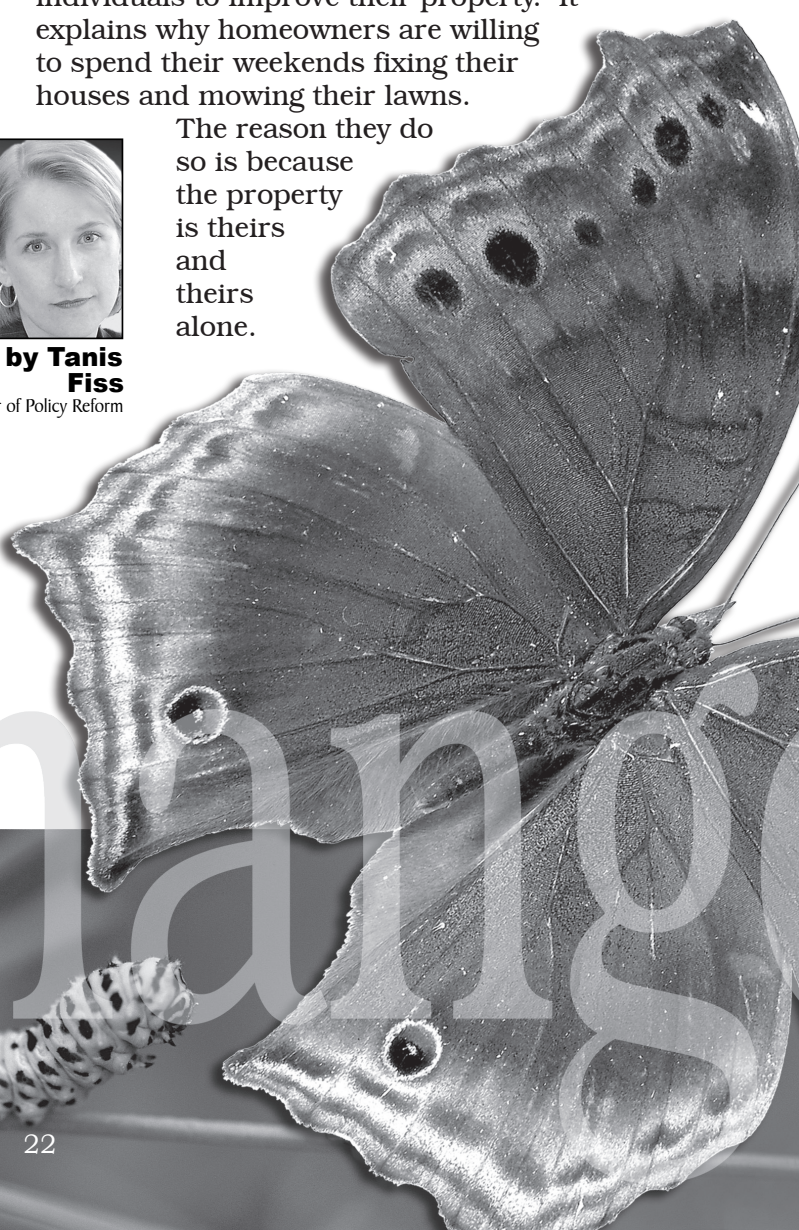 individuals to improve their property. It
explains why homeowners are willing
to spend their weekends fixing their
houses and mowing their lawns.
The reason they do
so is because
the property
is theirs
and
theirs
alone.
by Tanis
Fiss
of Policy Reform
hange
22